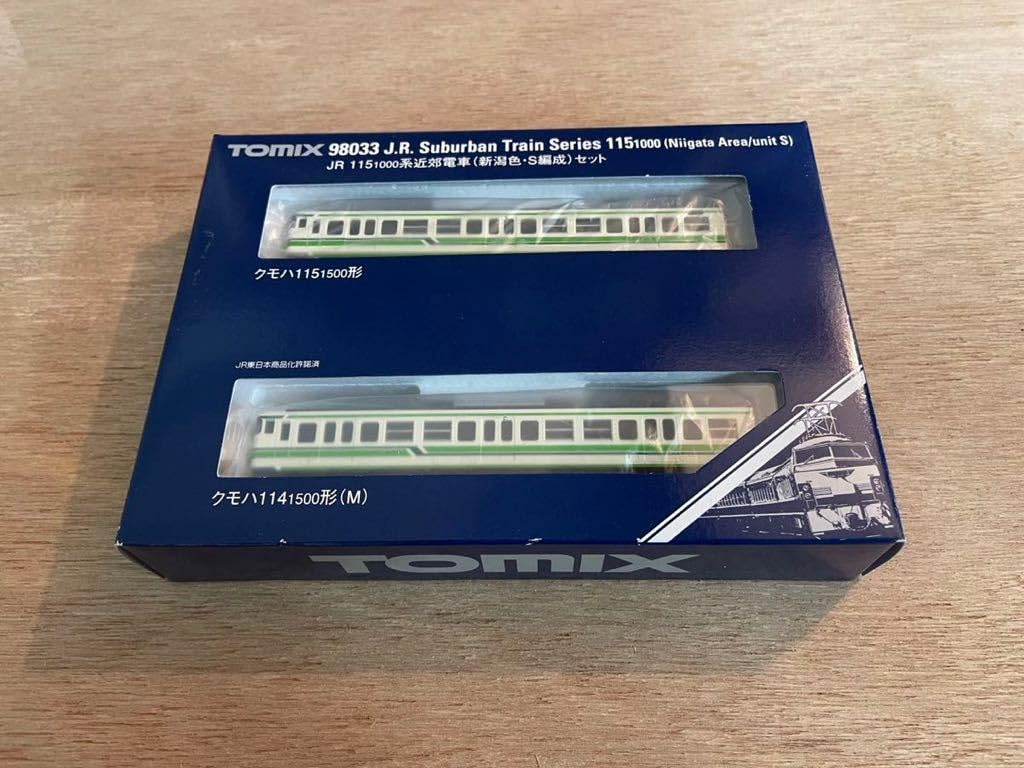 TOMIX 98033 J.R. Suburban Train Series 1151000 (Niigata Area/unit S)
JR 1151000系近郊電車(新潟色・S編成)セット
クモハ1151500形
JR東日本商品化許諾済
クモハ1141500形(M)
TOMIX